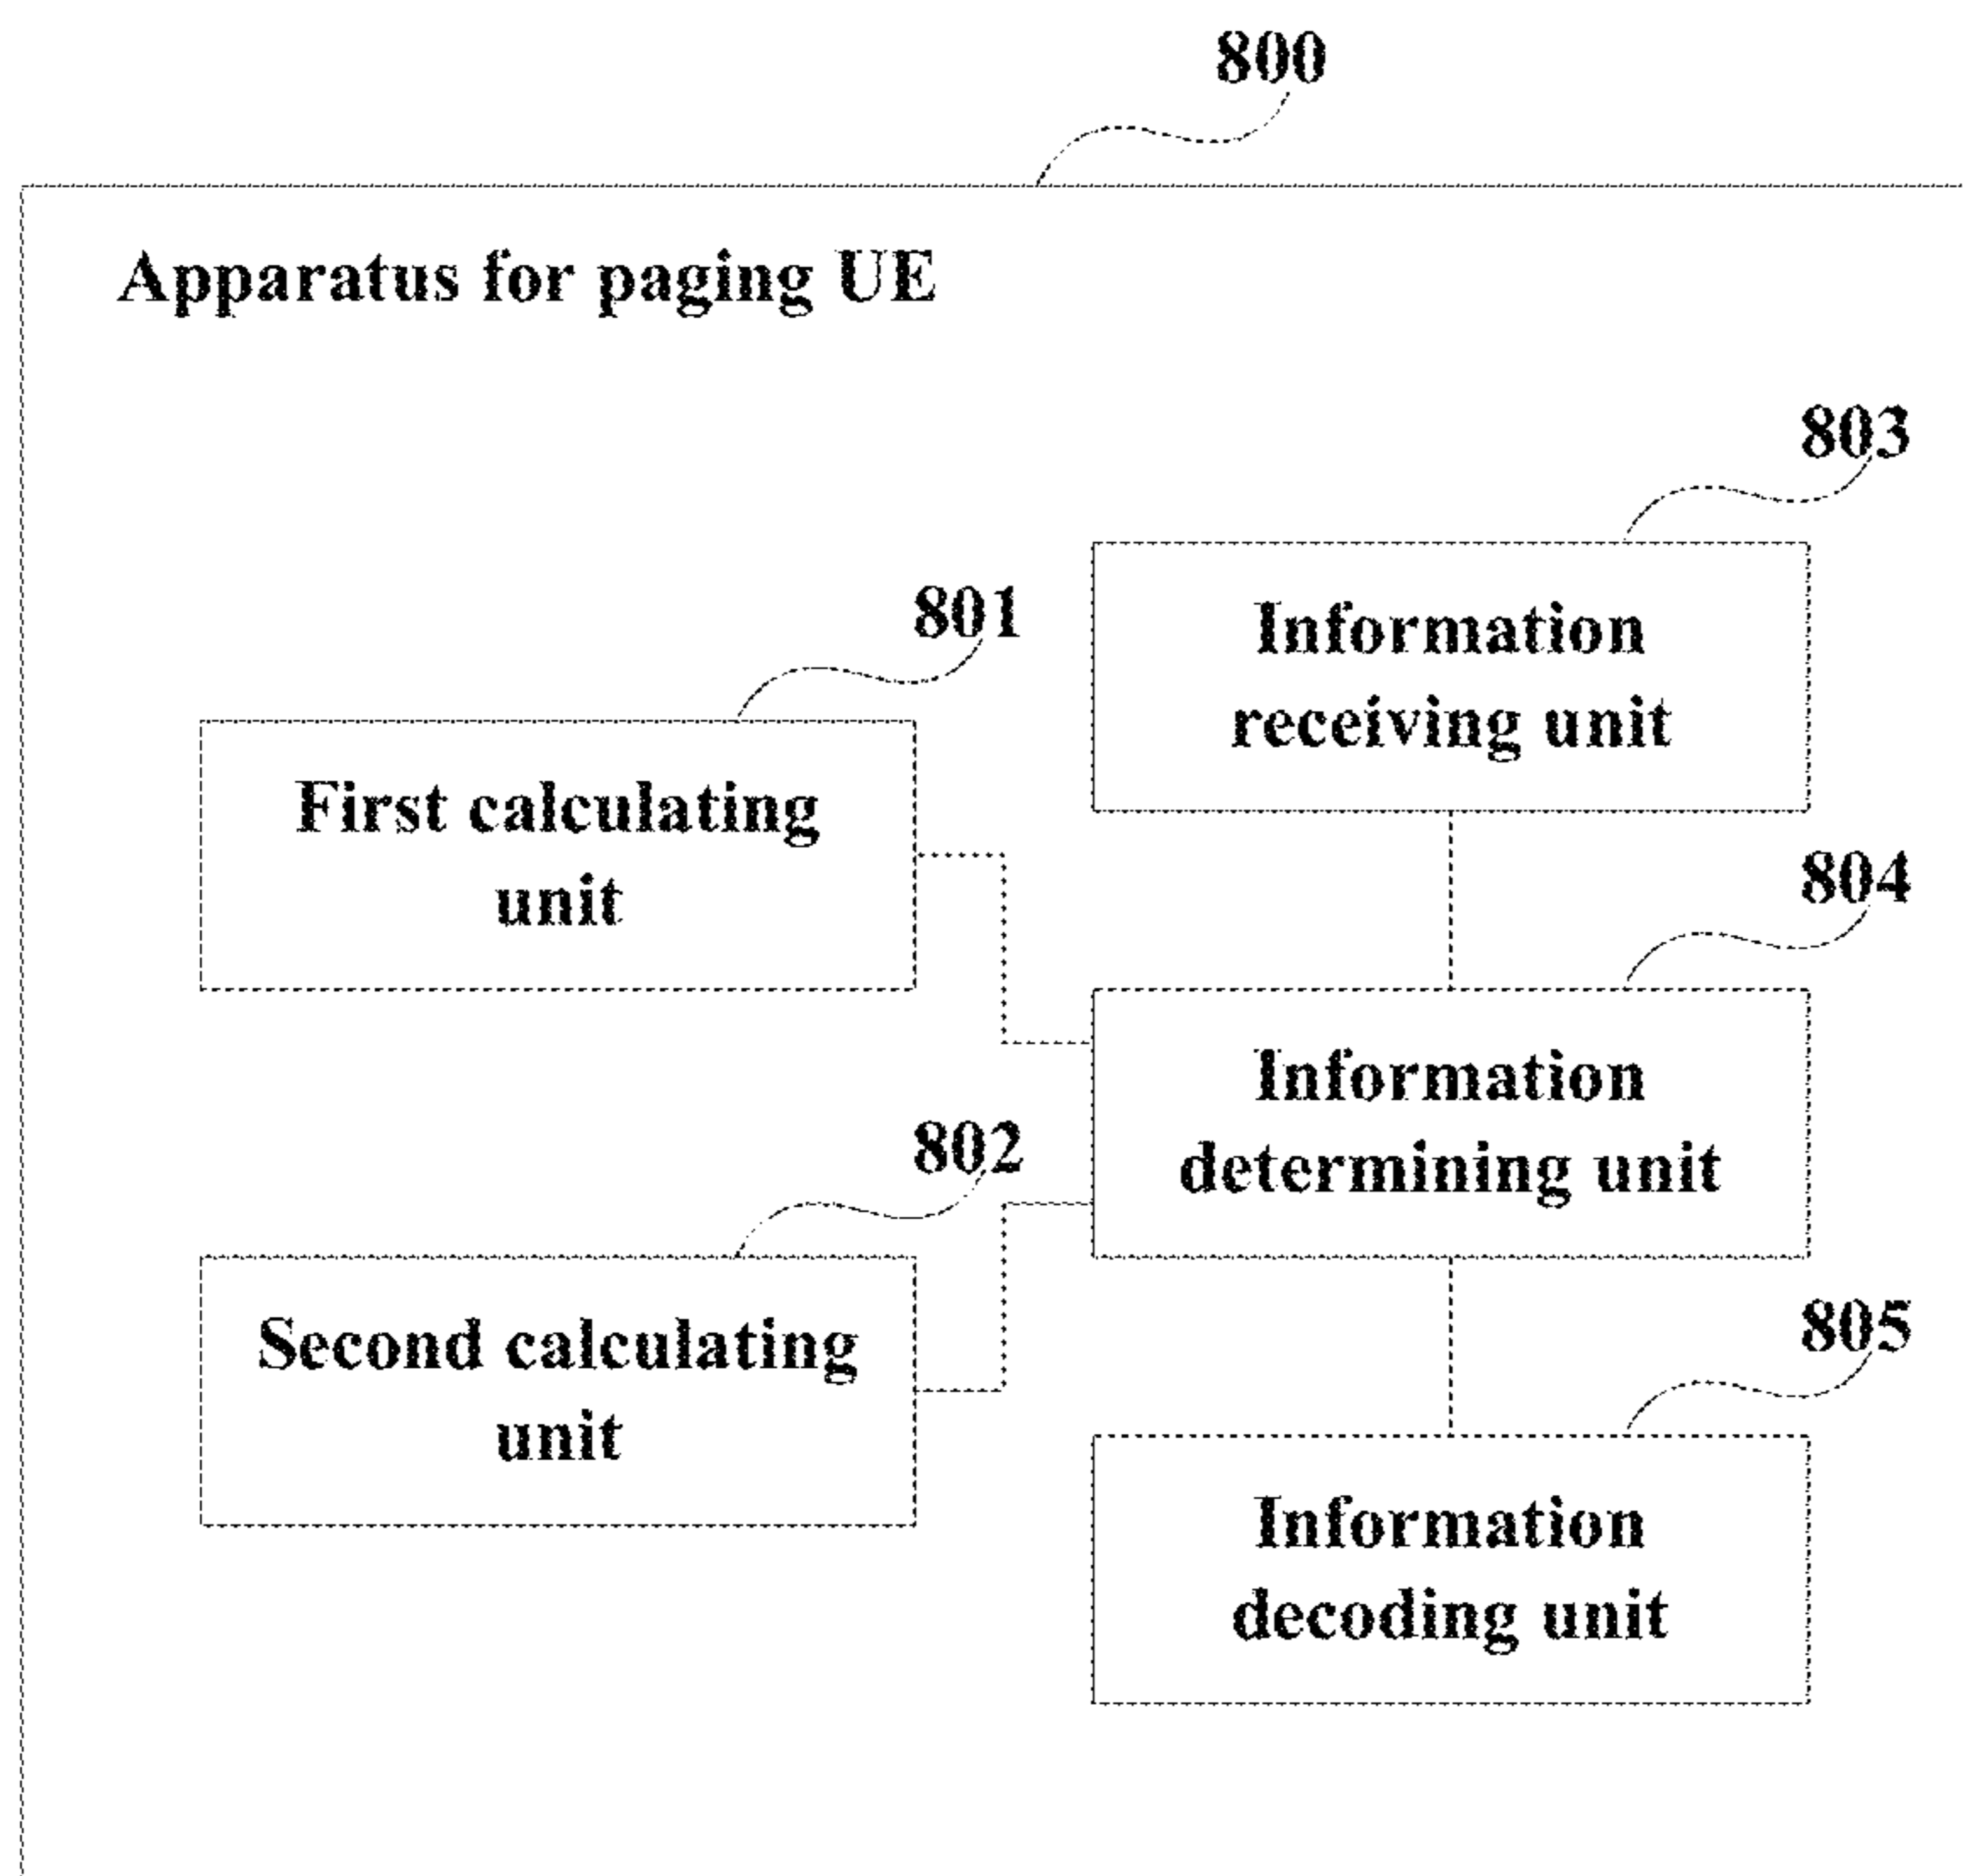 800
Apparatus for paging UE
803
Information
receiving unit
801
First calculating
unit
804
Information
determining unit
802
Second calculating
unit
805
Information
decoding unit